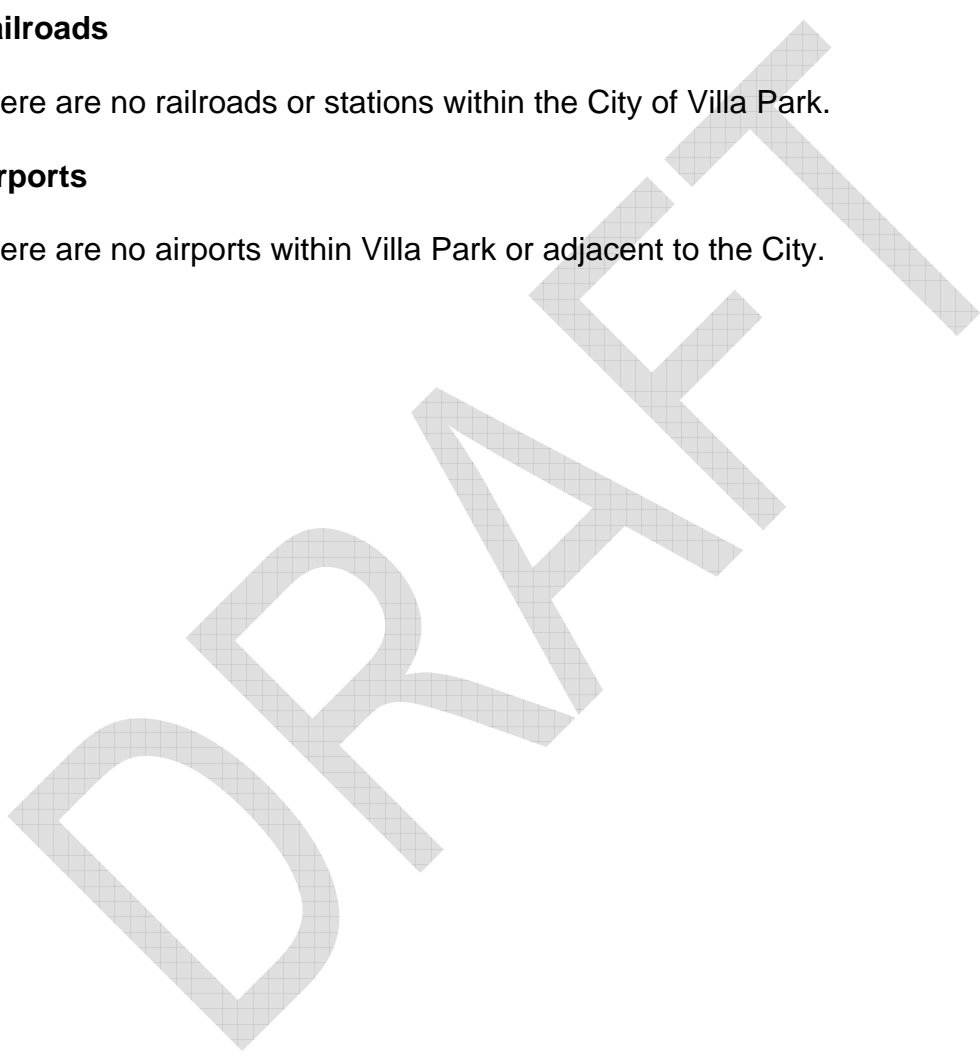 ailroads
ere are no railroads or stations within the City of Villa Park.
rports
ere are no airports within Villa Park or adjacent to the City.
DRAFT